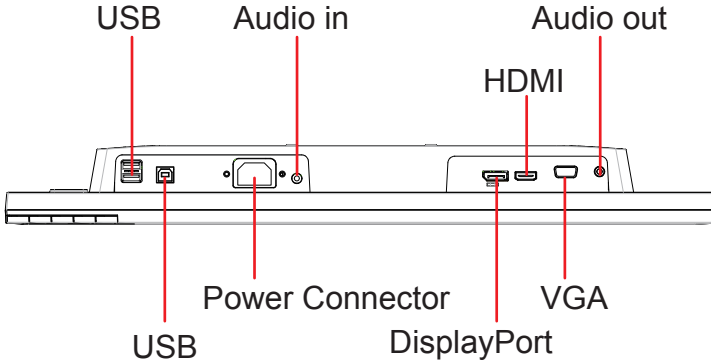 USB
Audio in
Audio out
HDMI
Power Connector
VGA
USB
DisplayPort